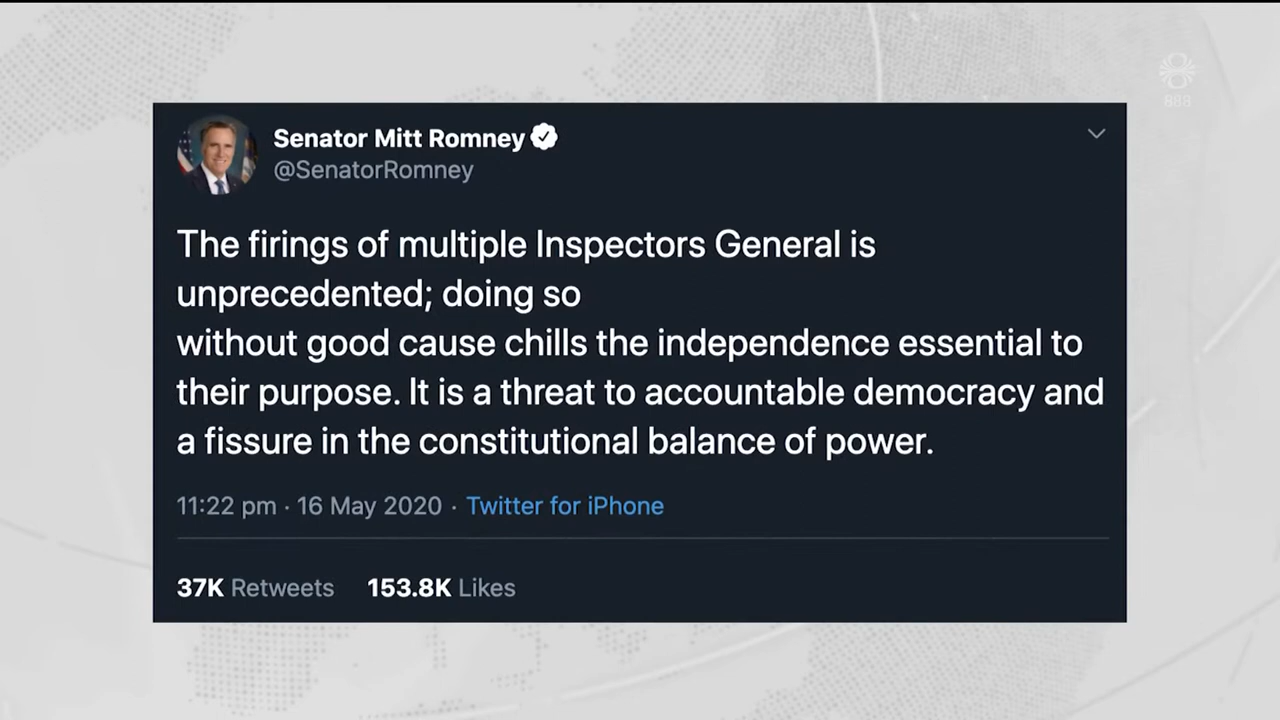 888
Senator Mitt Romney
@SenatorRomney
The firings of multiple Inspectors General is
unprecedented; doing so
without good cause chills the independence essential to
their purpose. It is a threat to accountable democracy and
a fissure in the constitutional balance of power.
11:22 pm · 16 May 2020 · Twitter for iPhone
37K Retweets 153.8K Likes